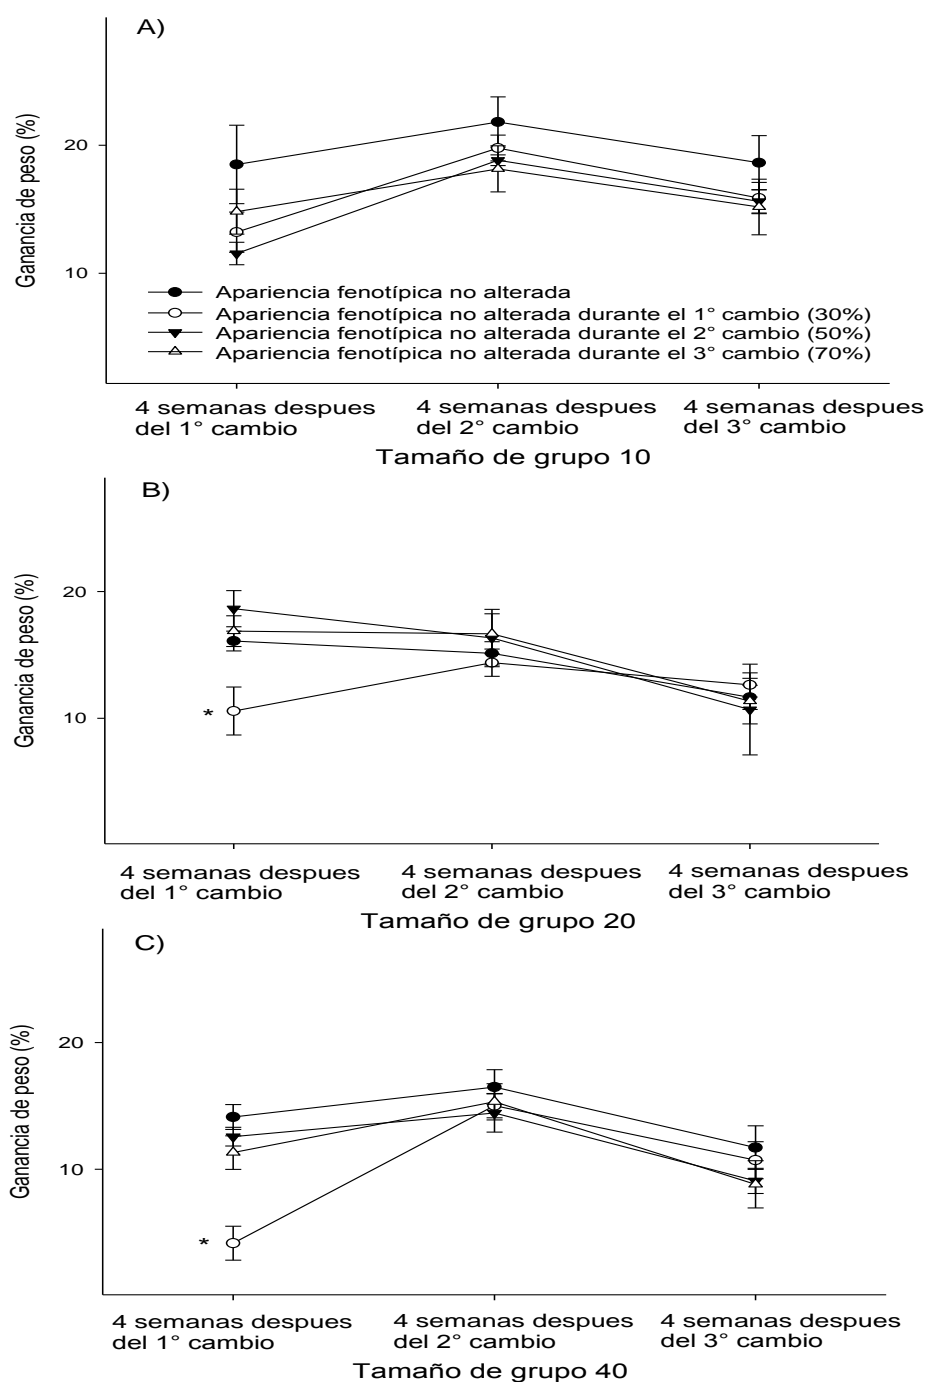 A)
Ganancia de peso (%)
20
10
Apariencia fenotípica no alterada
Apariencia fenotípica no alterada durante el 1° cambio (30%)
Apariencia fenotípica no alterada durante el 2° cambio (50%)
Apariencia fenotípica no alterada durante el 3° cambio (70%)
4 semanas despues
del 1° cambio
4 semanas despues
del 2° cambio
4 semanas despues
del 3° cambio
Tamaño de grupo 10
B)
Ganancia de peso (%)
20
10
*
4 semanas despues
del 1° cambio
4 semanas despues
del 2° cambio
4 semanas despues
del 3° cambio
Tamaño de grupo 20
C)
Ganancia de peso (%)
20
10
*
4 semanas despues
del 1° cambio
4 semanas despues
del 2° cambio
4 semanas despues
del 3° cambio
Tamaño de grupo 40